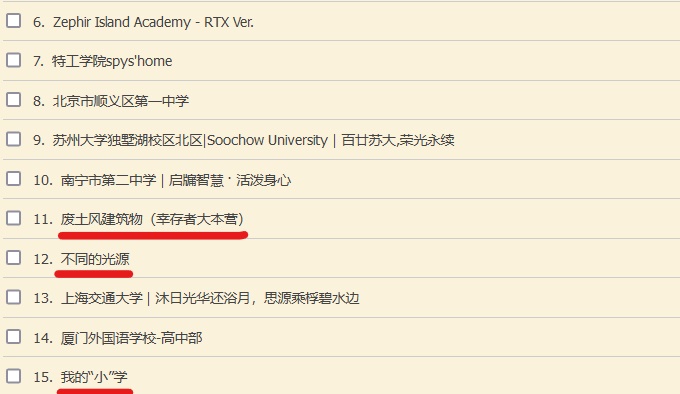 6. Zephir Island Academy - RTX Ver.
7. 特工学院spys'home
8. 北京市顺义区第一中学
9. 苏州大学独墅湖校区北区|Soochow University | 百廿苏大,荣光永续
10. 南宁市第二中学 | 启牖智慧 · 活泼身心
11. 废土风建筑物（幸存者大本营）
12. 不同的光源
13. 上海交通大学 | 沐日光华还浴月，思源乘桴碧水边
14. 厦门外国语学校-高中部
15. 我的“小”学